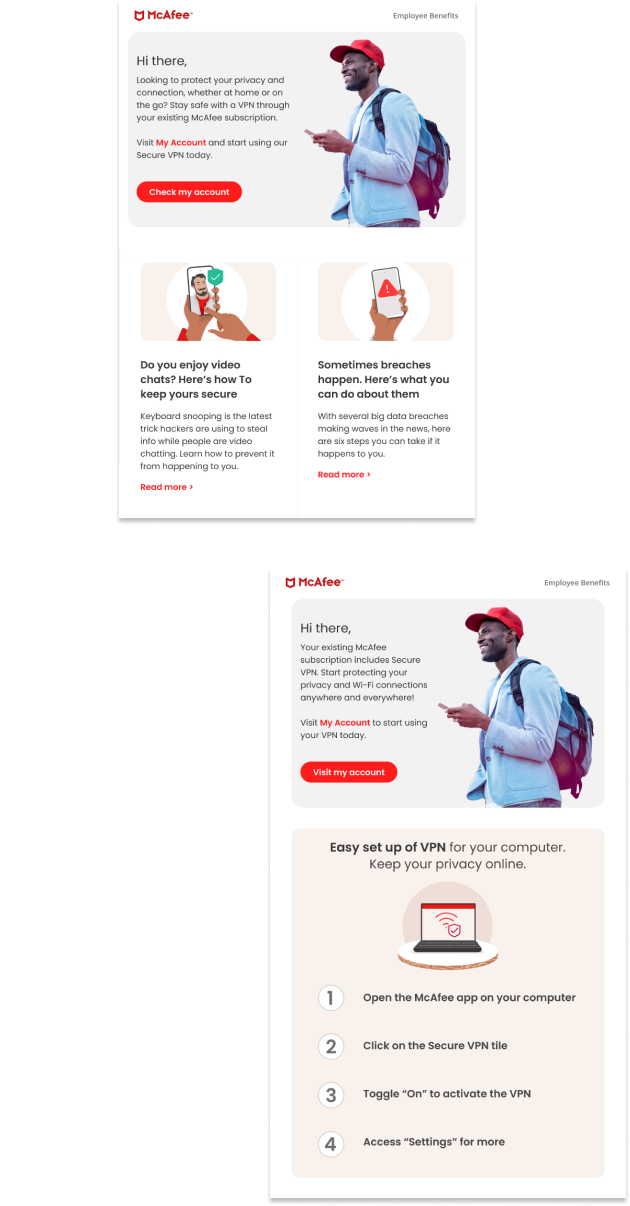 McAfee™
Employee Benefits
Hi there,
Looking to protect your privacy and
connection, whether at home or on
the go? Stay safe with a VPN through
your existing McAfee subscription.
Visit My Account and start using our
Secure VPN today.
Check my account
Do you enjoy video
chats? Here's how To
keep yours secure
Keyboard snooping is the latest
trick hackers are using to steal
info while people are video
chatting. Learn how to prevent it
from happening to you.
Read more >
Sometimes breaches
happen. Here's what you
can do about them
With several big data breaches
making waves in the news, here
are six steps you can take if it
happens to you.
Read more >
McAfee™
Employee Benefits
Hi there,
Your existing McAfee
subscription includes Secure
VPN. Start protecting your
privacy and Wi-Fi connections
anywhere and everywhere!
Visit My Account to start using
your VPN today.
Visit my account
Easy set up of VPN for your computer.
Keep your privacy online.
1 Open the McAfee app on your computer
2 Click on the Secure VPN tile
3 Toggle “On” to activate the VPN
4 Access “Settings” for more